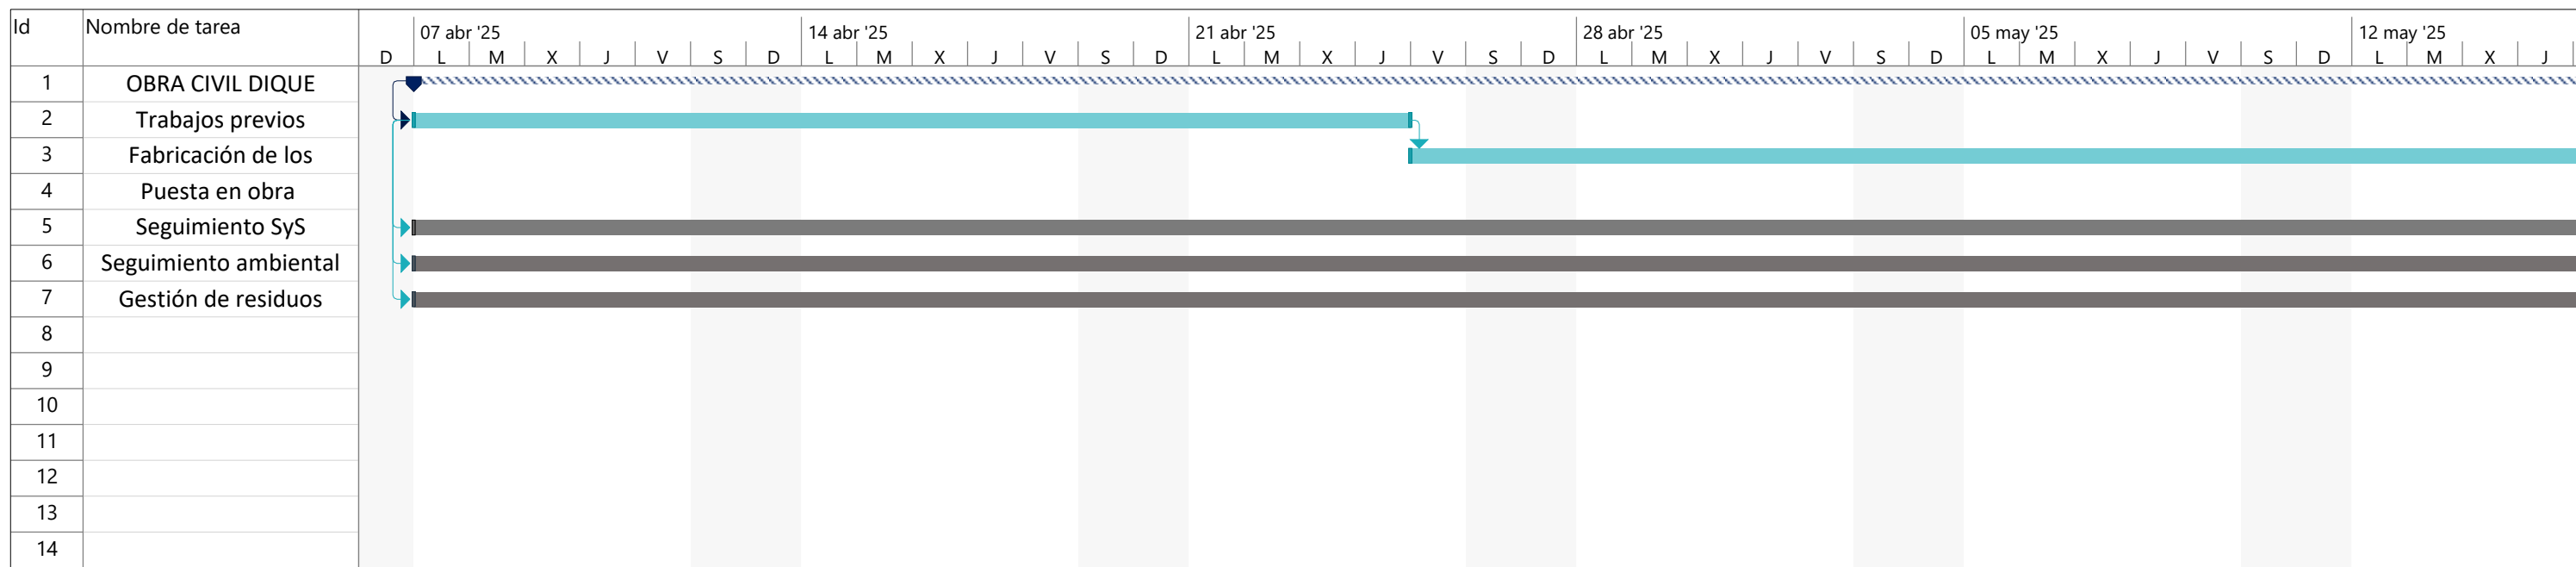 Id Nombre de tarea 07 abr '25 14 abr '25 21 abr '25 28 abr '25 05 may '25 12 may '25
D L M X J V S D L M X J V S D L M X J V S D L M X J V S D L M X J V S D L M X J
1 OBRA CIVIL DIQUE
2 Trabajos previos
3 Fabricación de los
4 Puesta en obra
5 Seguimiento SyS
6 Seguimiento ambiental
7 Gestión de residuos
8
9
10
11
12
13
14